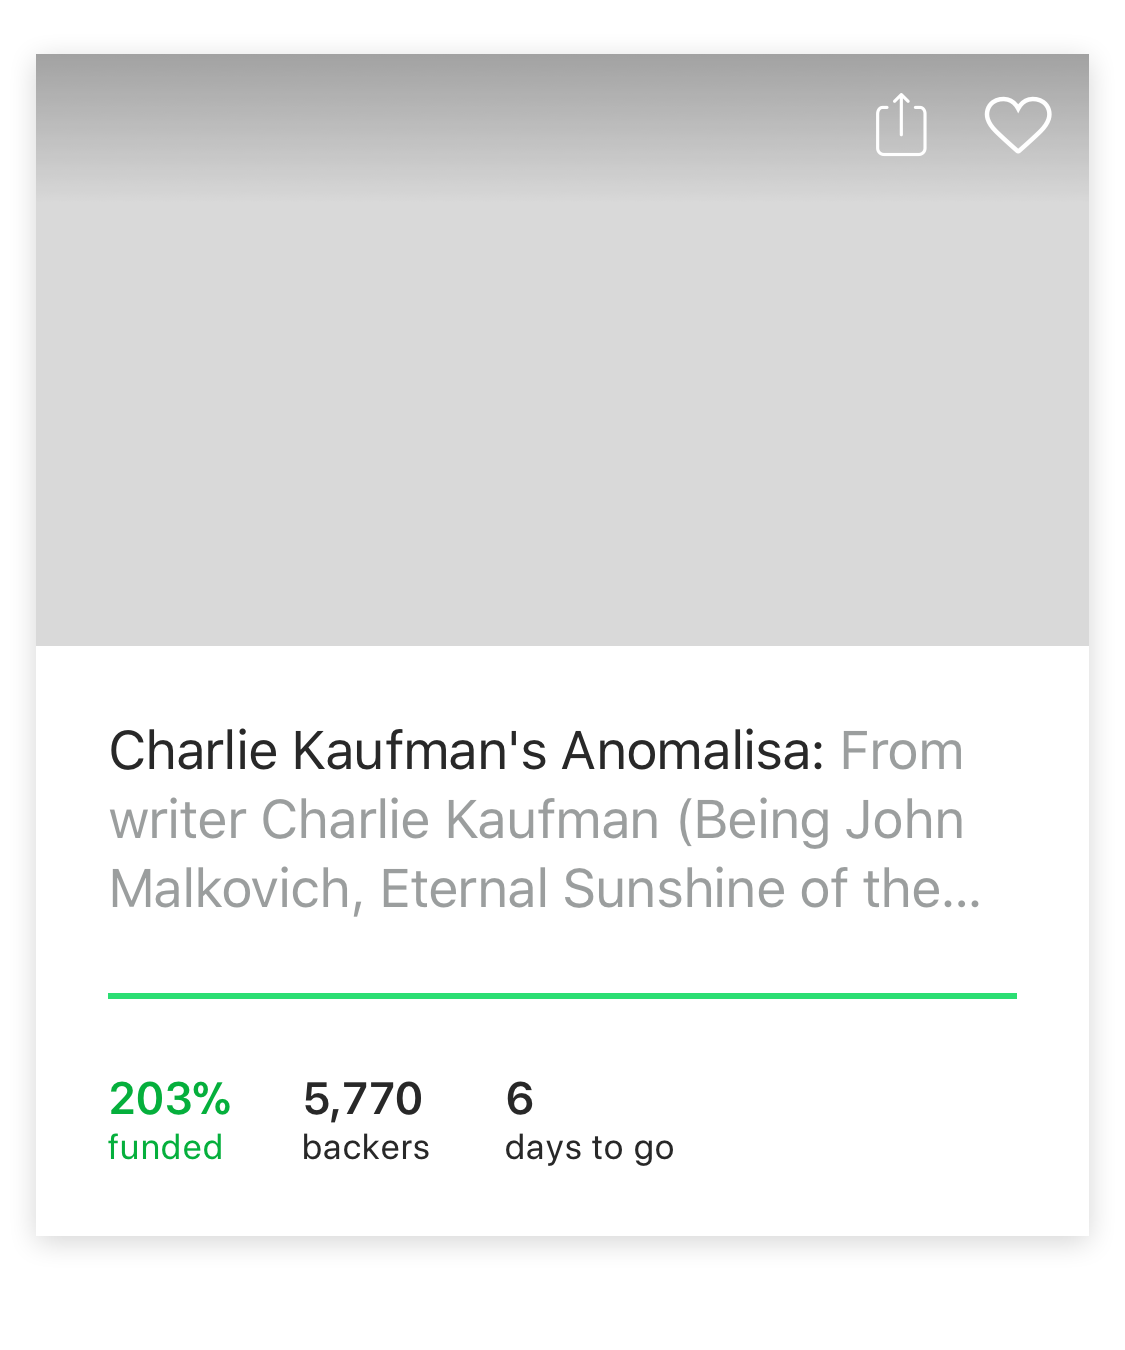 Charlie Kaufman's Anomalisa: From
writer Charlie Kaufman (Being John
Malkovich, Eternal Sunshine of the...
203% 5,770 6
funded backers days to go